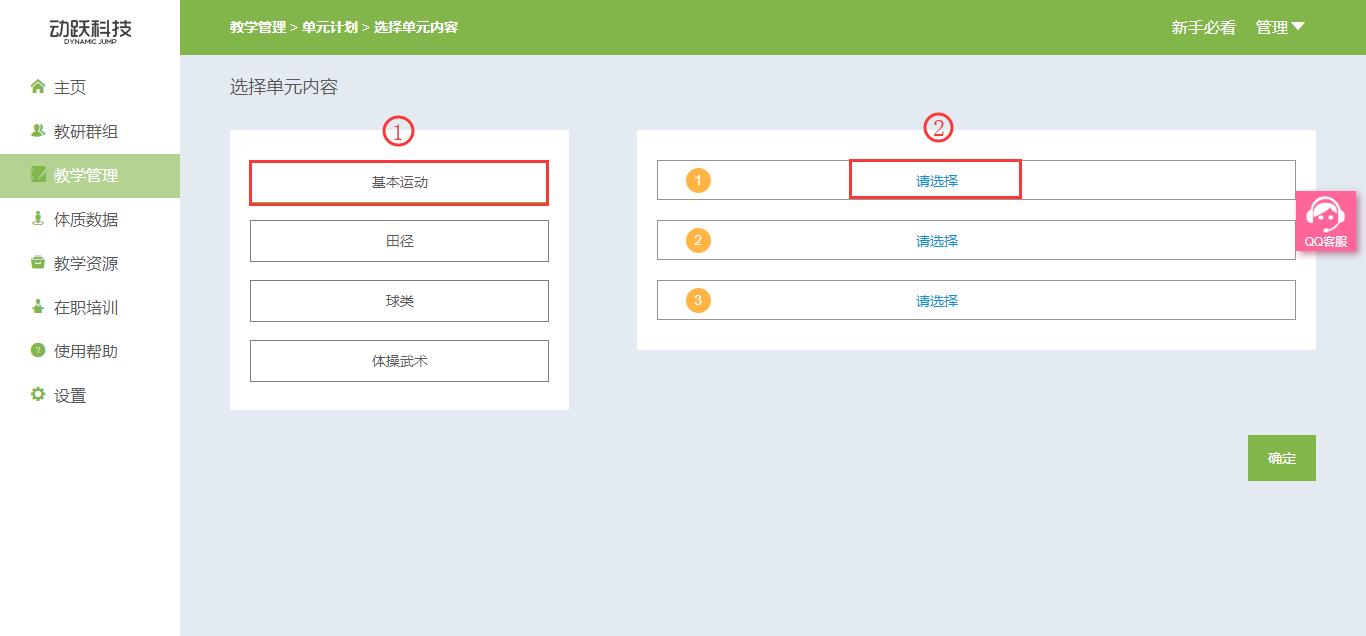 动跃科技
DYNAMIC JUMP
教学管理 > 单元计划 > 选择单元内容
新手必看
管理
主页
教研群组
教学管理
体质数据
教学资源
在职培训
使用帮助
设置
选择单元内容
①
基本运动
田径
球类
体操武术
②
1 请选择
2 请选择
3 请选择
QQ客服
确定